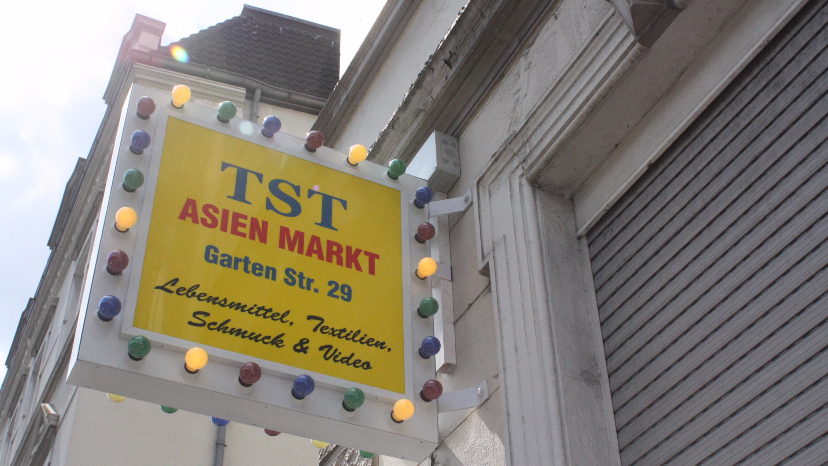 TST
ASIEN MARKT
Garten Str. 29
Lebensmittel, Textilien,
Schmuck & Video